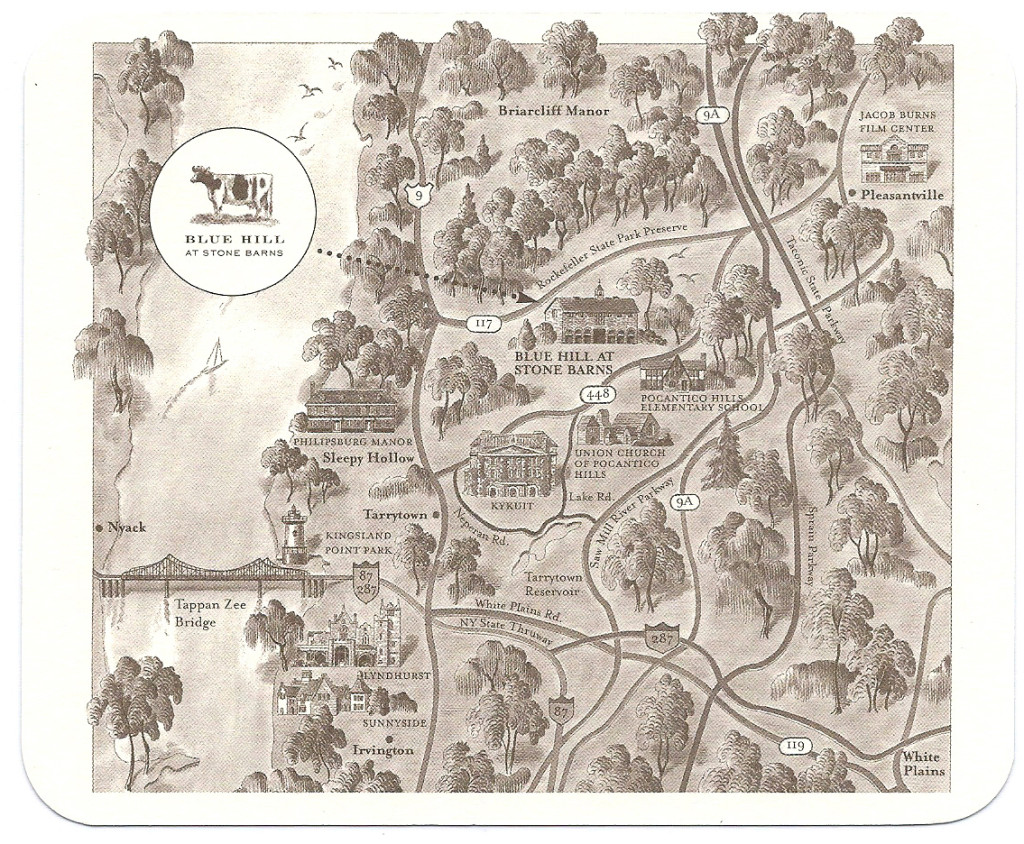 Briarcliff Manor
9A
JACOB BURNS
FILM CENTER
Pleasantville
9
BLUE HILL
AT STONE BARNS
Rockefeller State Park Preserve
Taconic State Parkway
117
BLUE HILL AT
STONE BARNS
448
POCANTICO HILLS
ELEMENTARY SCHOOL
PHILIPSBURG MANOR
Sleepy Hollow
UNION CHURCH
OF POCANTICO
HILLS
KYKUIT
Lake Rd.
Saw Mill River Parkway
9A
Tarrytown
Neperan Rd.
Nyack
KINGSLAND
POINT PARK
Sprain Parkway
87
287
Tarrytown
Reservoir
Tappan Zee
Bridge
White Plains Rd.
NY State Thruway
287
LYNDHURST
87
SUNNYSIDE
Irvington
119
White
Plains